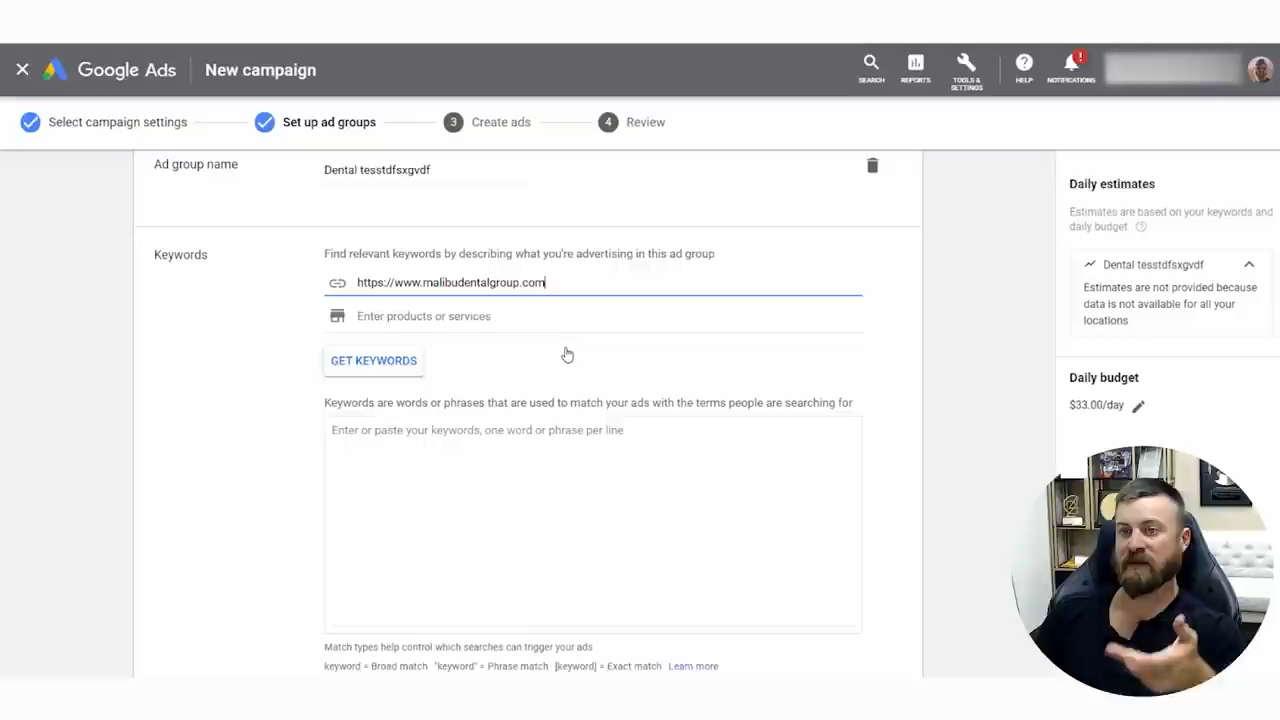 Google Ads
New campaign
SEARCH
REPORTS
TOOLS &
SETTINGS
HELP
!
NOTIFICATIONS
Select campaign settings
Set up ad groups
3 Create ads
4 Review
Ad group name
Dental tesstdfsxgvdf
Keywords
Find relevant keywords by describing what you're advertising in this ad group
https://www.malibudentalgroup.com
Enter products or services
GET KEYWORDS
Keywords are words or phrases that are used to match your ads with the terms people are searching for
Enter or paste your keywords, one word or phrase per line
Match types help control which searches can trigger your ads
keyword = Broad match "keyword" = Phrase match [keyword] = Exact match Learn more
Daily estimates
Estimates are based on your keywords and
daily budget
Dental tesstdfsxgvdf
Estimates are not provided because
data is not available for all your
locations
Daily budget
$33.00/day